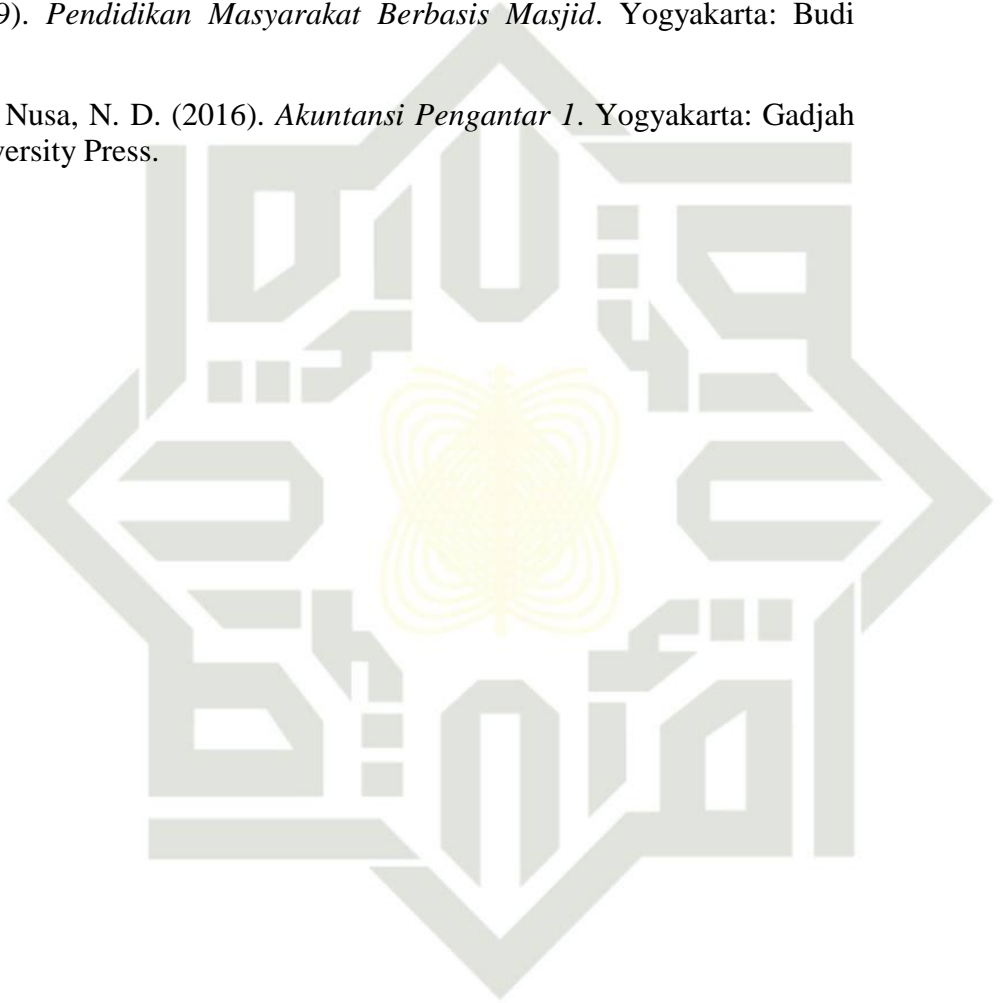 9). Pendidikan Masyarakat Berbasis Masjid. Yogyakarta: Budi
Nusa, N. D. (2016). Akuntansi Pengantar 1. Yogyakarta: Gadjah
versity Press.